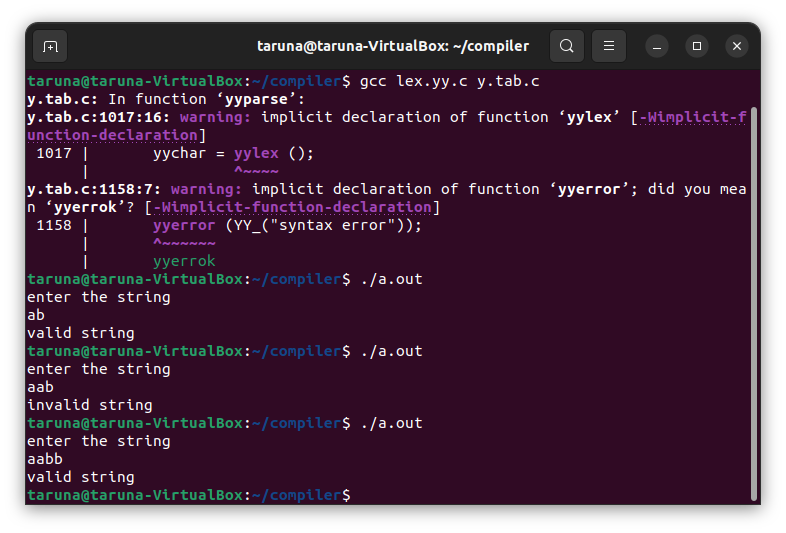 taruna@taruna-VirtualBox: ~/compiler
taruna@taruna-VirtualBox:~/compiler$ gcc lex.yy.c y.tab.c
y.tab.c: In function ‘yyparse’:
y.tab.c:1017:16: warning: implicit declaration of function ‘yylex’ [-Wimplicit-f
unction-declaration]
 1017 |       yychar = yylex ();
      |                ^~~~~
y.tab.c:1158:7: warning: implicit declaration of function ‘yyerror’; did you mea
n ‘yyerrok’? [-Wimplicit-function-declaration]
 1158 |       yyerror (YY_("syntax error"));
      |       ^~~~~~~
      |       yyerrok
taruna@taruna-VirtualBox:~/compiler$ ./a.out
enter the string
ab
valid string
taruna@taruna-VirtualBox:~/compiler$ ./a.out
enter the string
aab
invalid string
taruna@taruna-VirtualBox:~/compiler$ ./a.out
enter the string
aabb
valid string
taruna@taruna-VirtualBox:~/compiler$